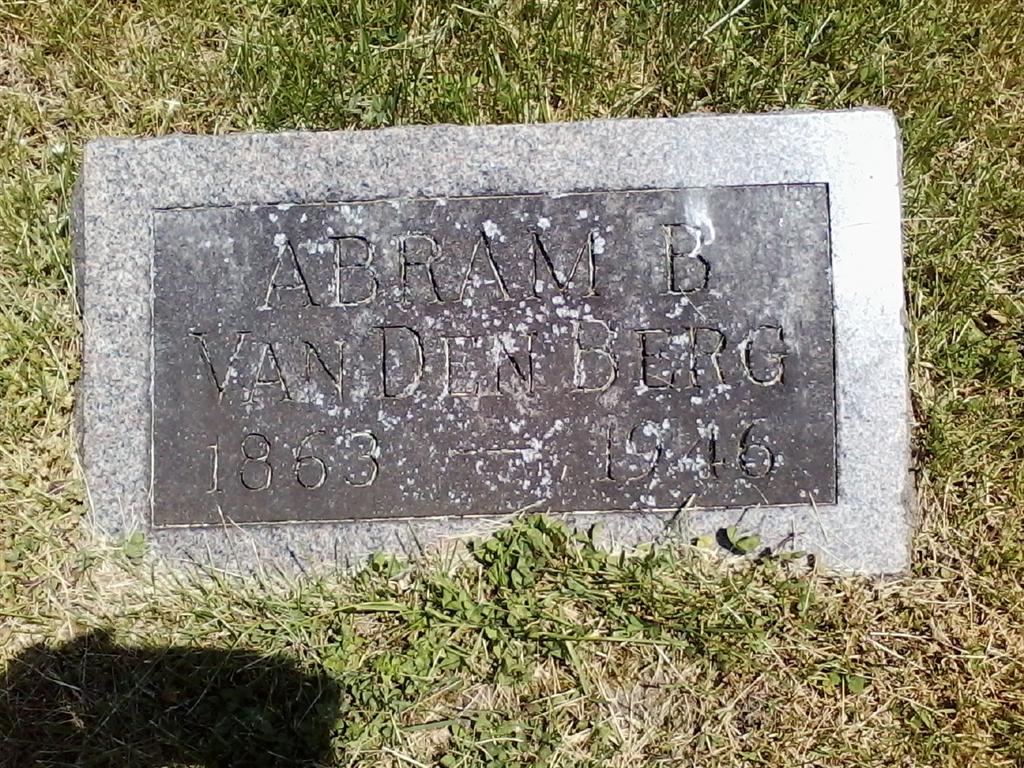 ABRAM B
VAN DEN BERG
1863 — 1946